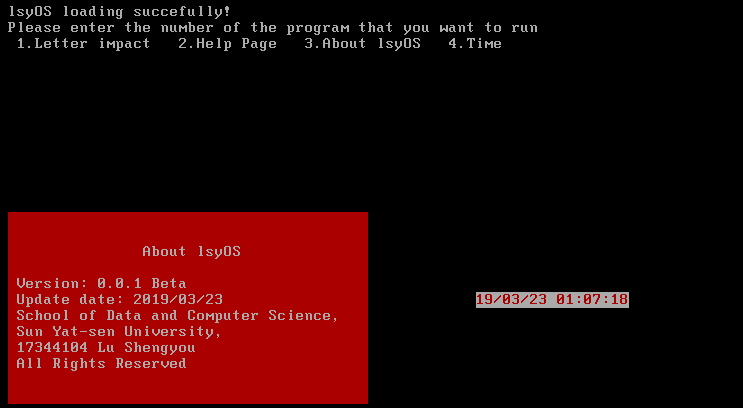 lsyOS loading succefully!
Please enter the number of the program that you want to run
1.Letter impact   2.Help Page   3.About lsyOS   4.Time
About lsyOS
Version: 0.0.1 Beta
Update date: 2019/03/23
19/03/23 01:07:18
School of Data and Computer Science,
Sun Yat-sen University,
17344104 Lu Shengyou
All Rights Reserved